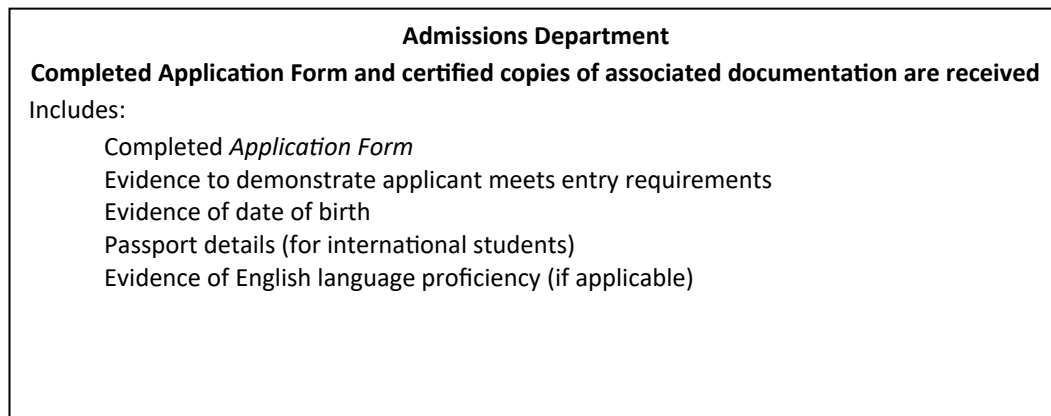 Admissions Department
Completed Application Form and certified copies of associated documentation are received
Includes:
Completed Application Form
Evidence to demonstrate applicant meets entry requirements
Evidence of date of birth
Passport details (for international students)
Evidence of English language proficiency (if applicable)